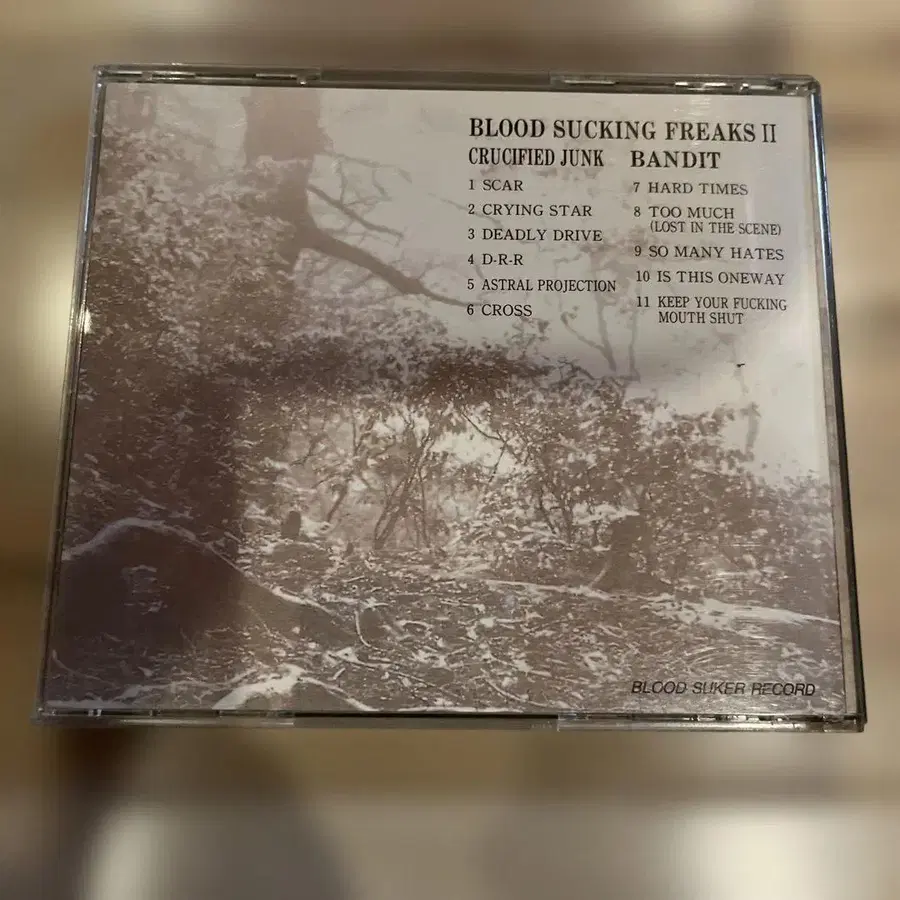 BLOOD SUCKING FREAKS II
CRUCIFIED JUNK
1 SCAR
2 CRYING STAR
3 DEADLY DRIVE
4 D-R-R
5 ASTRAL PROJECTION
6 CROSS
BANDIT
7 HARD TIMES
8 TOO MUCH
(LOST IN THE SCENE)
9 SO MANY HATES
10 IS THIS ONEWAY
11 KEEP YOUR FUCKING
MOUTH SHUT
BLOOD SUKER RECORD